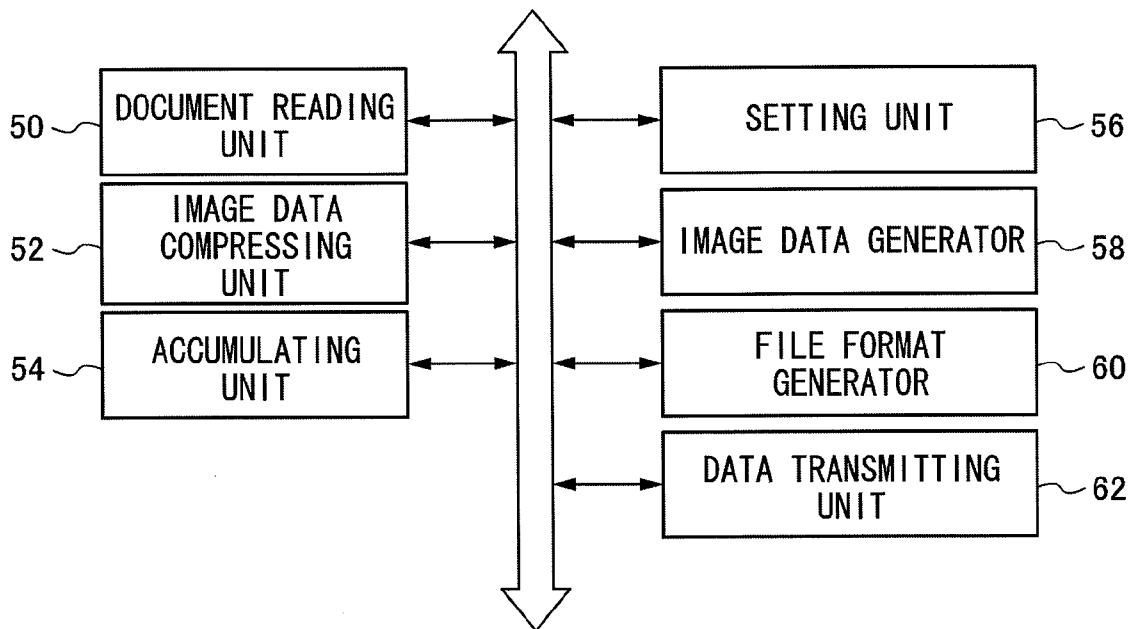 50
DOCUMENT READING
UNIT
52
IMAGE DATA
COMPRESSING
UNIT
54
ACCUMULATING
UNIT
SETTING UNIT
56
IMAGE DATA GENERATOR
58
FILE FORMAT
GENERATOR
60
DATA TRANSMITTING
UNIT
62